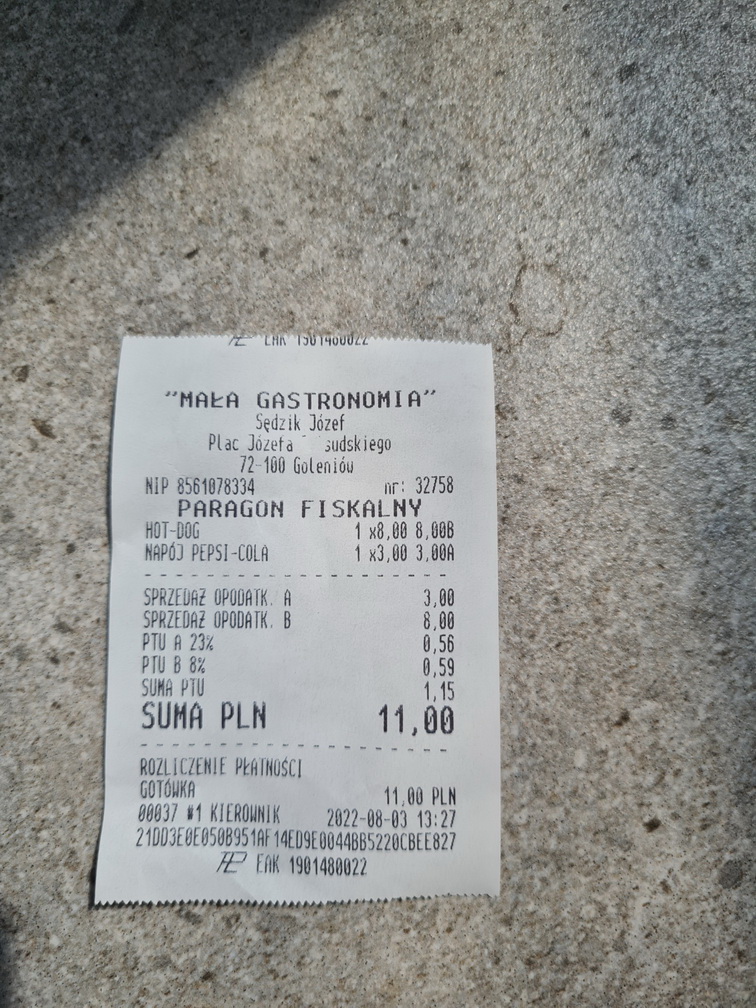 EAK 1901480022
"MAŁA GASTRONOMIA"
Sędzik Józef
Plac Józefa sudskiego
72-100 Goleniów
NIP 8561078334 nr: 32758
PARAGON FISKALNY
HOT-DOG 1 x8,00 8,00B
NAPÓJ PEPSI-COLA 1 x3,00 3,00A
SPRZEDAŻ OPODATK. A 3,00
SPRZEDAŻ OPODATK. B 8,00
PTU A 23% 0,56
PTU B 8% 0,59
SUMA PTU 1,15
SUMA PLN 11,00
ROZLICZENIE PŁATNOŚCI
GOTÓWKA 11,00 PLN
00037 #1 KIEROWNIK 2022-08-03 13:27
21DD3E0E050B951AF14ED9E0044BB5220CBEE827
EAK 1901480022